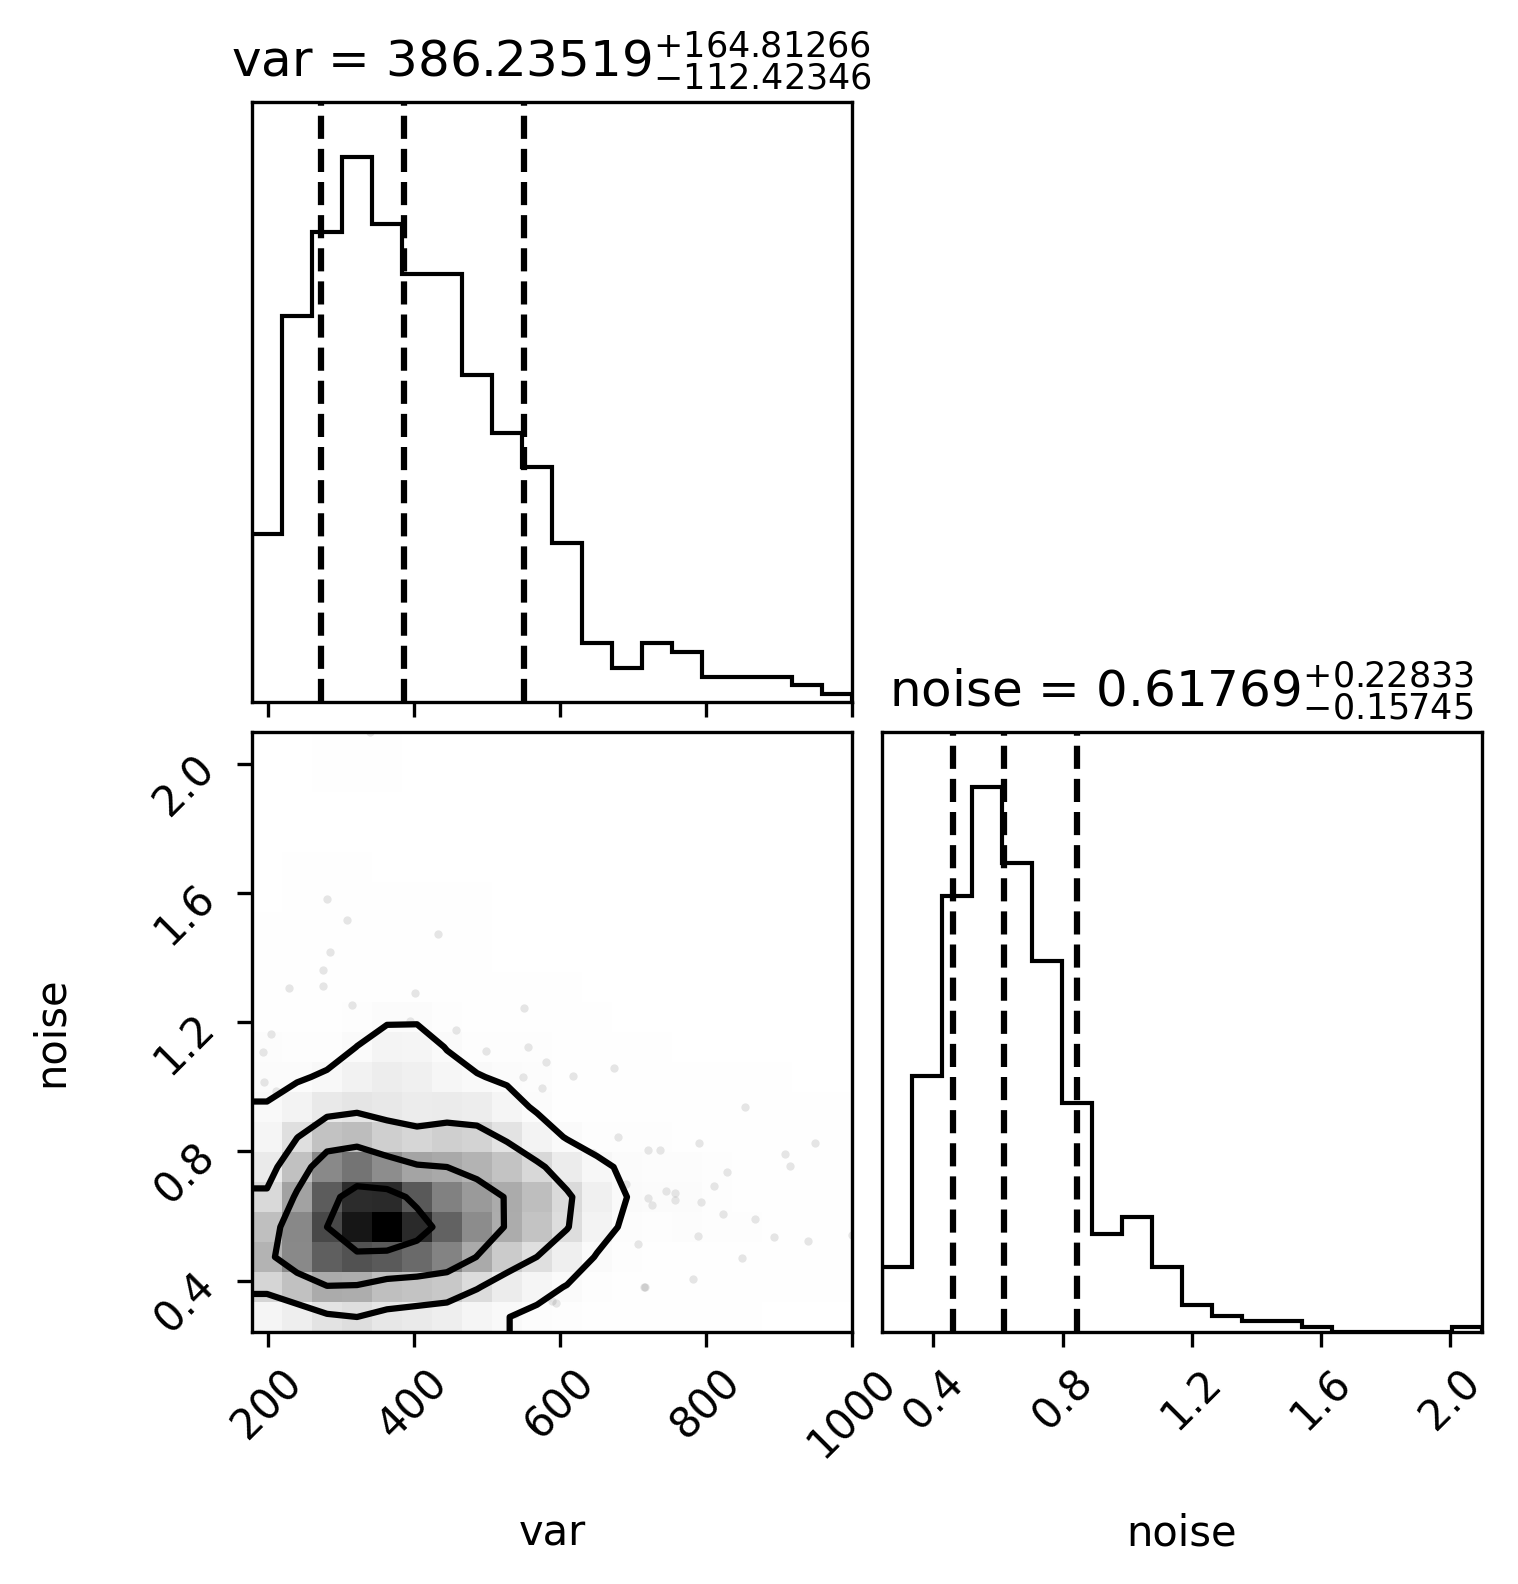 var = 386.23519+164.81266−112.42346
noise = 0.61769+0.22833−0.15745
2.0
1.6
1.2
0.8
0.4
noise
200 400 600 800 1000
0.4 0.8 1.2 1.6 2.0
var
noise